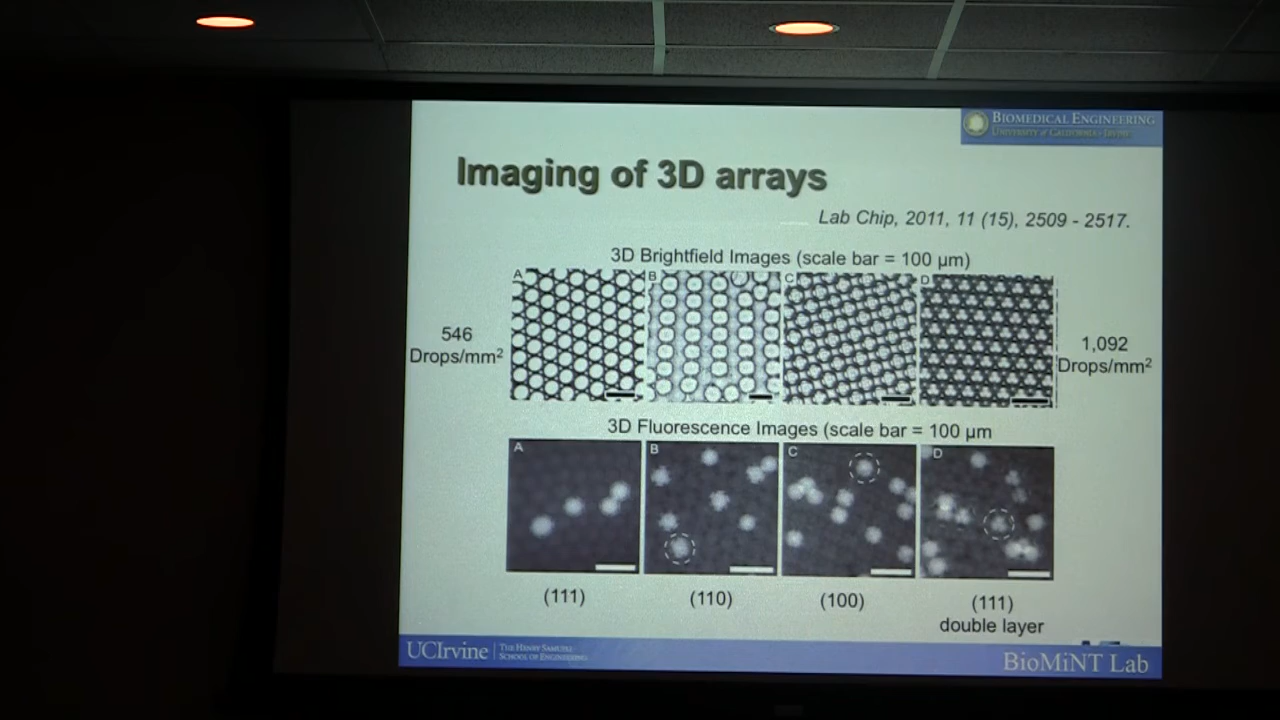 BIOMEDICAL ENGINEERING
UNIVERSITY of CALIFORNIA • IRVINE
Imaging of 3D arrays
Lab Chip, 2011, 11 (15), 2509 - 2517.
3D Brightfield Images (scale bar = 100 µm)
A B C D
546
Drops/mm²
1,092
Drops/mm²
3D Fluorescence Images (scale bar = 100 µm
A B C D
(111) (110) (100) (111)
double layer
UCIrvine
THE HENRY SAMUELI
SCHOOL OF ENGINEERING
BioMiNT Lab